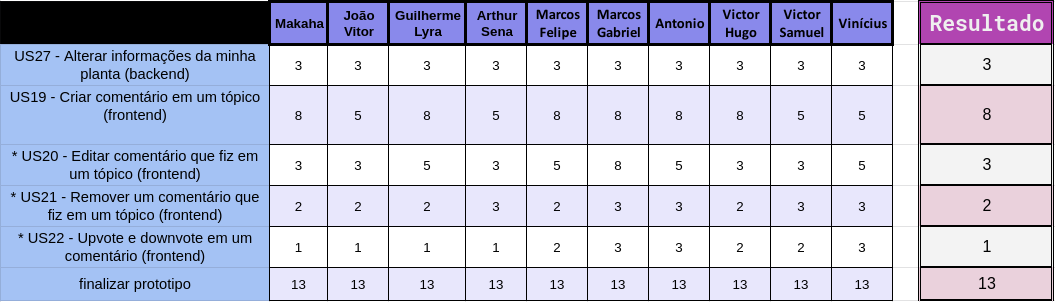 Makaha João Vitor Guilherme Lyra Arthur Sena Marcos Felipe Marcos Gabriel Antonio Victor Hugo Victor Samuel Vinícius Resultado
US27 - Alterar informações da minha
planta (backend) 3 3 3 3 3 3 3 3 3 3 3
US19 - Criar comentário em um tópico
(frontend) 8 5 8 5 8 8 8 8 5 5 8
* US20 - Editar comentário que fiz em
um tópico (frontend) 3 3 5 3 5 8 5 3 3 5 3
* US21 - Remover um comentário que
fiz em um tópico (frontend) 2 2 2 3 2 3 3 2 3 3 2
* US22 - Upvote e downvote em um
comentário (frontend) 1 1 1 1 2 3 3 2 2 3 1
finalizar prototipo 13 13 13 13 13 13 13 13 13 13 13